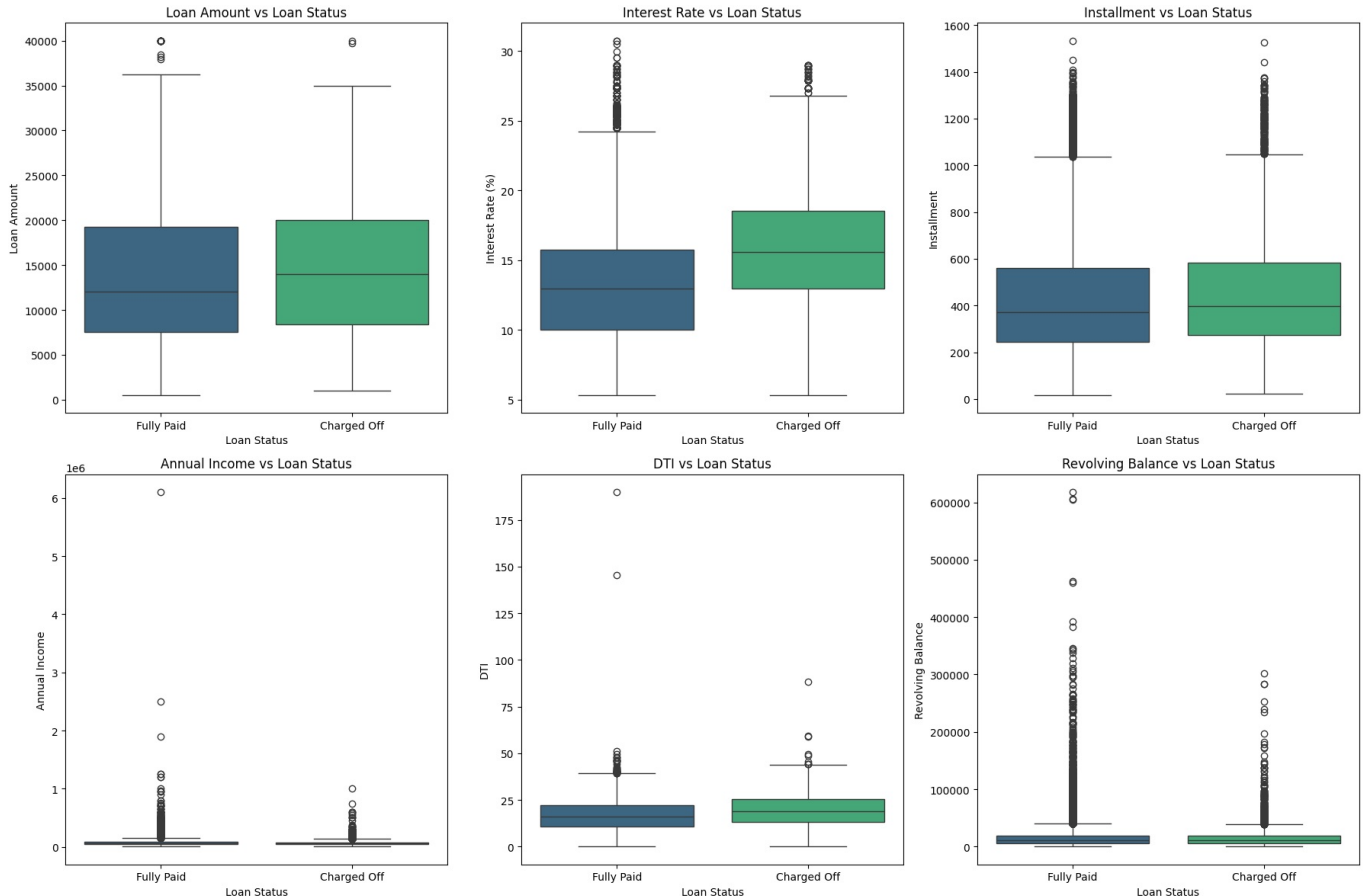 Loan Amount vs Loan Status
40000
35000
30000
25000
20000
15000
10000
5000
0
Loan Amount
Fully Paid
Charged Off
Loan Status
Interest Rate vs Loan Status
30
25
20
15
10
5
Interest Rate (%)
Fully Paid
Charged Off
Loan Status
Installment vs Loan Status
1600
1400
1200
1000
800
600
400
200
0
Installment
Fully Paid
Charged Off
Loan Status
Annual Income vs Loan Status
1e6
6
5
4
3
2
1
0
Annual Income
Fully Paid
Charged Off
Loan Status
DTI vs Loan Status
175
150
125
100
75
50
25
0
DTI
Fully Paid
Charged Off
Loan Status
Revolving Balance vs Loan Status
600000
500000
400000
300000
200000
100000
0
Revolving Balance
Fully Paid
Charged Off
Loan Status